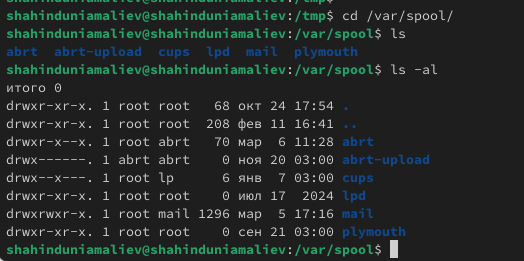 shahinduniamaliev@shahinduniamaliev:/tmp$
shahinduniamaliev@shahinduniamaliev:/tmp$ cd /var/spool/
shahinduniamaliev@shahinduniamaliev:/var/spool$ ls
abrt abrt-upload cups lpd mail plymouth
shahinduniamaliev@shahinduniamaliev:/var/spool$ ls -al
итого 0
drwxr-xr-x. 1 root root 68 окт 24 17:54 .
drwxr-xr-x. 1 root root 208 фев 11 16:41 ..
drwxr-x--x. 1 root abrt 70 мар 6 11:28 abrt
drwx------. 1 abrt abrt 0 ноя 20 03:00 abrt-upload
drwx--x---. 1 root lp 6 янв 7 03:00 cups
drwxr-xr-x. 1 root root 0 июл 17 2024 lpd
drwxrwxr-x. 1 root mail 1296 мар 5 17:16 mail
drwxr-xr-x. 1 root root 0 сен 21 03:00 plymouth
shahinduniamaliev@shahinduniamaliev:/var/spool$